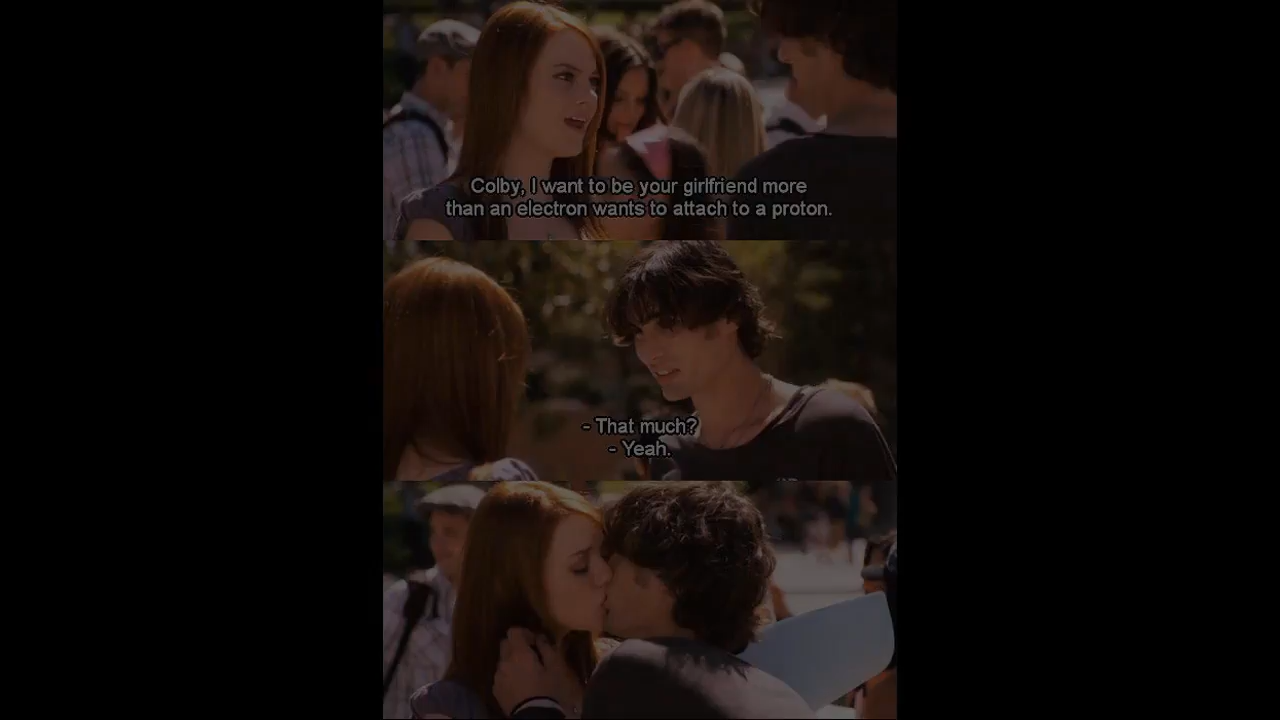 Colby, I want to be your girlfriend more
than an electron wants to attach to a proton.
- That much?
- Yeah.